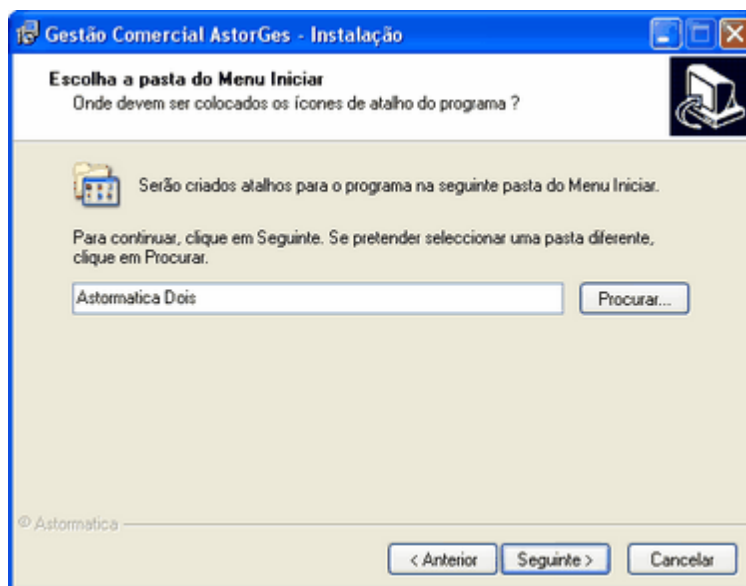 Gestão Comercial AstorGes - Instalação
Escolha a pasta do Menu Iniciar
Onde devem ser colocados os ícones de atalho do programa ?
Serão criados atalhos para o programa na seguinte pasta do Menu Iniciar.
Para continuar, clique em Seguinte. Se pretender seleccionar uma pasta diferente,
clique em Procurar.
Astormatica Dois
Procurar...
© Astormatica
< Anterior
Seguinte >
Cancelar